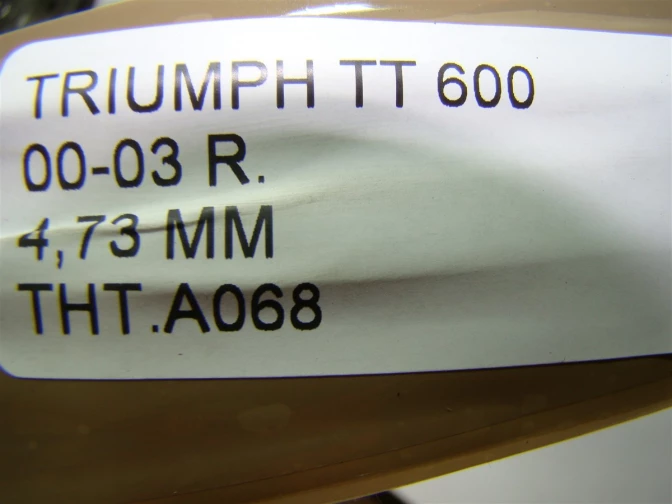 TRIUMPH TT 600
00-03 R.
4,73 MM
THT.A068